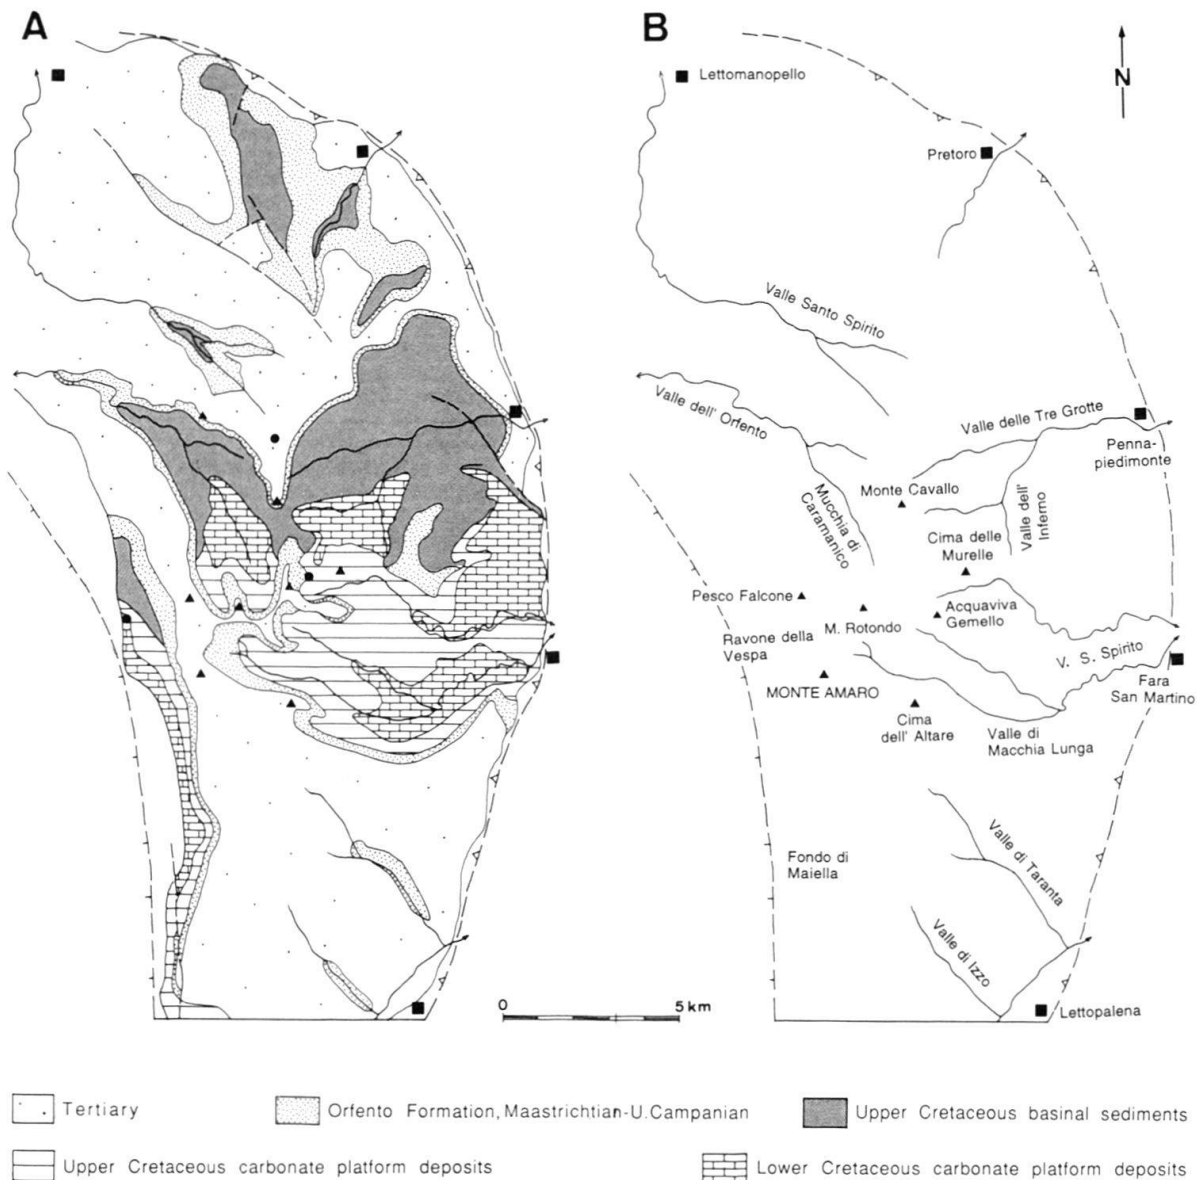 A
B
N
Lettomanopello
Pretoro
Valle Santo Spirito
Valle dell' Orfento
Valle delle Tre Grotte
Penna-
piedimonte
Monte Cavallo
Mucchia di
Caramanico
Valle dell'
Inferno
Cima delle
Murelle
Pesco Falcone
Acquaviva
Gemello
M. Rotondo
Ravone della
Vespa
V. S. Spirito
MONTE AMARO
Fara
San Martino
Cima
dell' Altare
Valle di
Macchia Lunga
Fondo di
Maiella
Valle di Taranta
Valle di Izzo
Lettopalena
0
5 km
Tertiary
Orfento Formation, Maastrichtian-U. Campanian
Upper Cretaceous basinal sediments
Upper Cretaceous carbonate platform deposits
Lower Cretaceous carbonate platform deposits